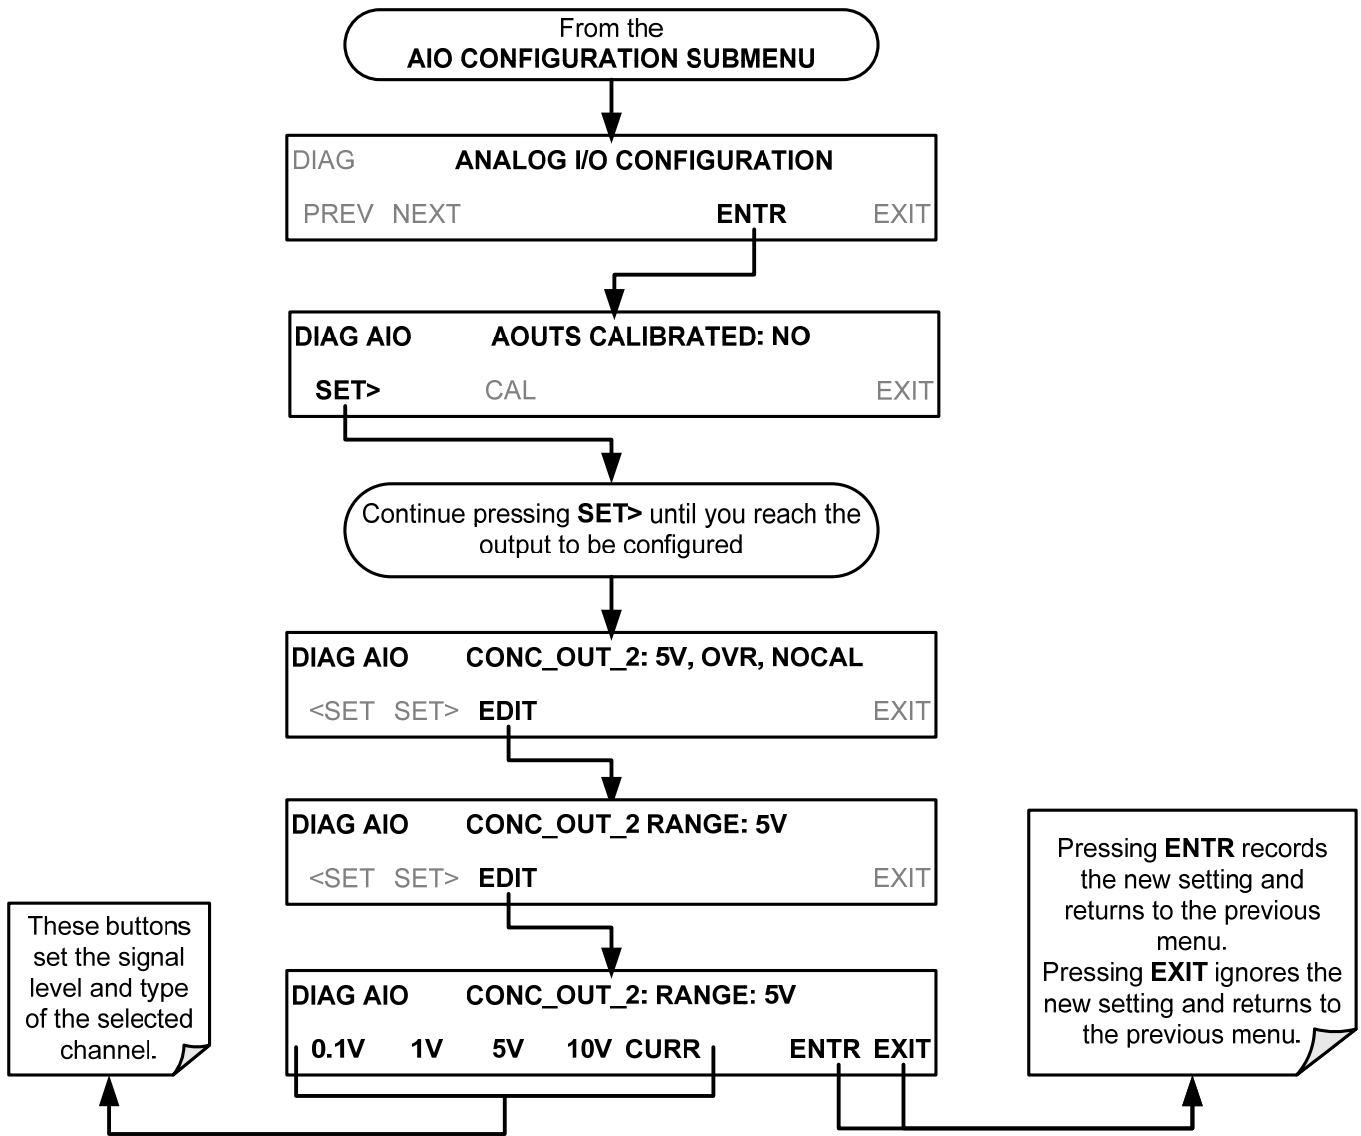 From the
AIO CONFIGURATION SUBMENU
DIAG ANALOG I/O CONFIGURATION
PREV NEXT ENTR EXIT
DIAG AIO AOUTS CALIBRATED: NO
SET> CAL EXIT
Continue pressing SET> until you reach the
output to be configured
DIAG AIO CONC_OUT_2: 5V, OVR, NOCAL
<SET SET> EDIT EXIT
DIAG AIO CONC_OUT_2 RANGE: 5V
<SET SET> EDIT EXIT
These buttons
set the signal
level and type
of the selected
channel.
DIAG AIO CONC_OUT_2: RANGE: 5V
0.1V 1V 5V 10V CURR ENTR EXIT
Pressing ENTR records
the new setting and
returns to the previous
menu.
Pressing EXIT ignores the
new setting and returns to
the previous menu.